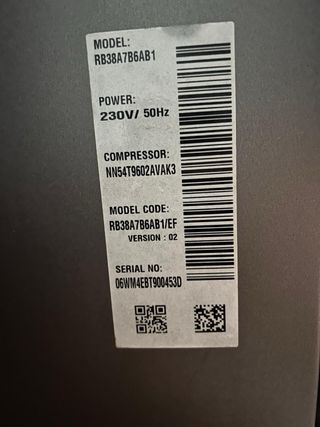 MODEL:
RB38A7B6AB1
POWER:
230V/ 50Hz
COMPRESSOR:
NN54T9602AVAK3
MODEL CODE:
RB38A7B6AB1/EF
VERSION : 02
SERIAL NO:
06WM4EBT900453D